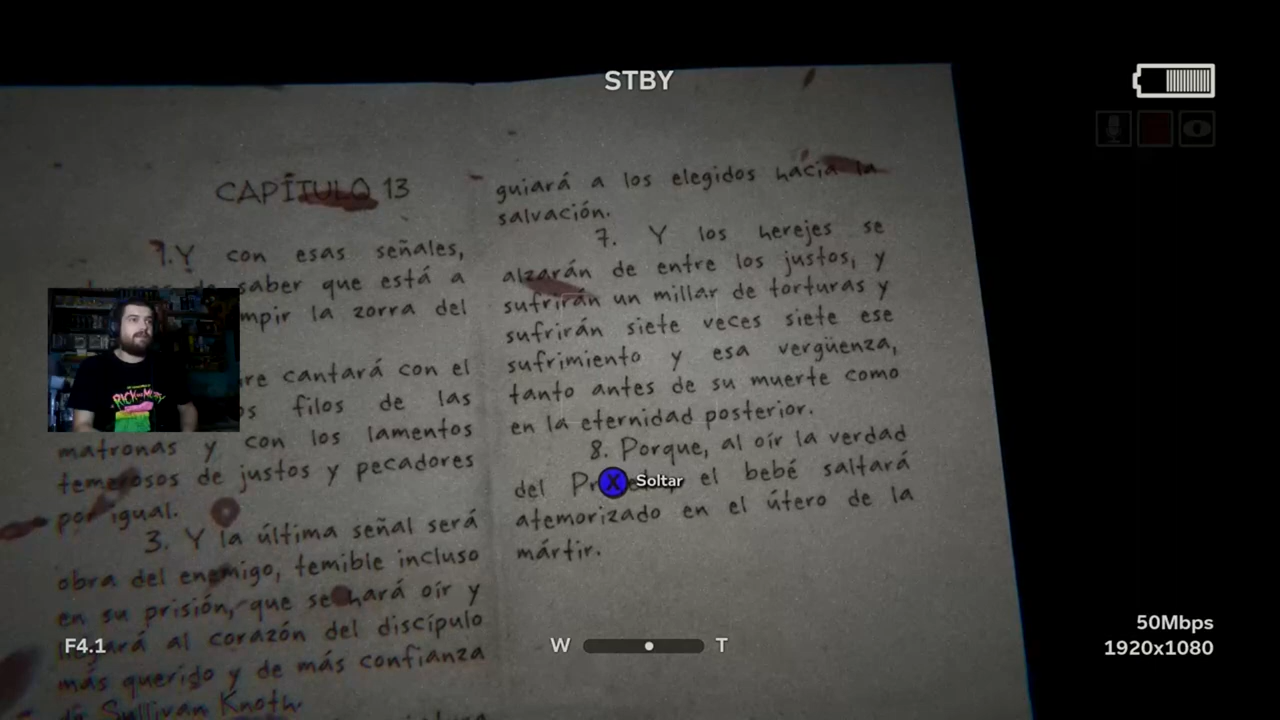 STBY
CAPÍTULO 13
1. Y con esas señales,
saber que está a
la zorra del
cantará con el
filos de las
matronas y con los lamentos
temerosos de justos y pecadores
por igual.
3. Y la última señal será
obra del enemigo, temible incluso
en su prisión, que se hará oír y
llegará al corazón del discípulo
más querido y de más confianza
de Sullivan Knoth.
guiará a los elegidos hacia la
salvación.
7. Y los herejes se
alzarán de entre los justos, y
sufrirán un millar de torturas y
sufrirán siete veces siete ese
sufrimiento y esa vergüenza,
tanto antes de su muerte como
en la eternidad posterior.
8. Porque, al oír la verdad
del el bebé saltará
atemorizado en el útero de la
mártir.
X Soltar
RICK AND MORTY
F4.1
W T
50Mbps
1920x1080